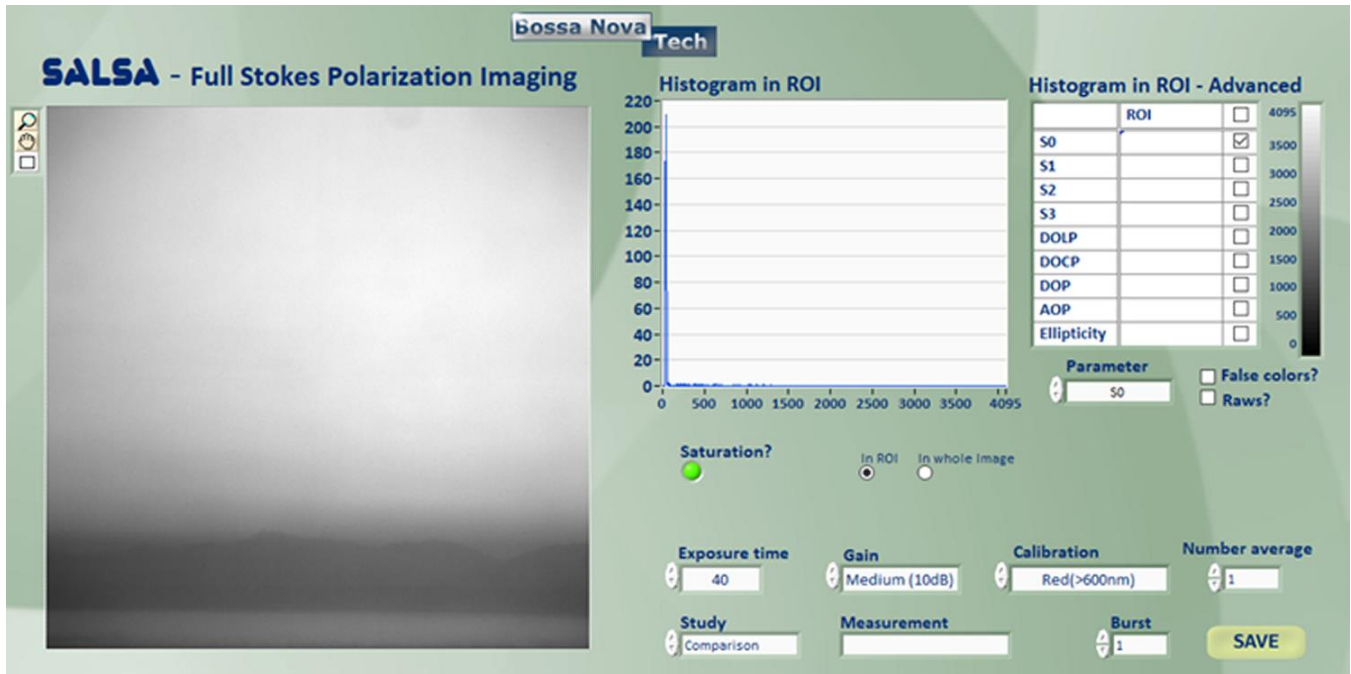 Bossa Nova
Tech
SALSA - Full Stokes Polarization Imaging
Histogram in ROI
220
200
180
160
140
120
100
80
60
40
20
0
0 500 1000 1500 2000 2500 3000 3500 4095
Histogram in ROI - Advanced
ROI
S0
S1
S2
S3
DOLP
DOCP
DOP
AOP
Ellipticity
4095
3500
3000
2500
2000
1500
1000
500
0
Parameter
S0
False colors?
Raws?
Saturation?
In ROI In whole Image
Exposure time
40
Gain
Medium (10dB)
Calibration
Red(>600nm)
Number average
1
Study
Comparison
Measurement
Burst
1
SAVE